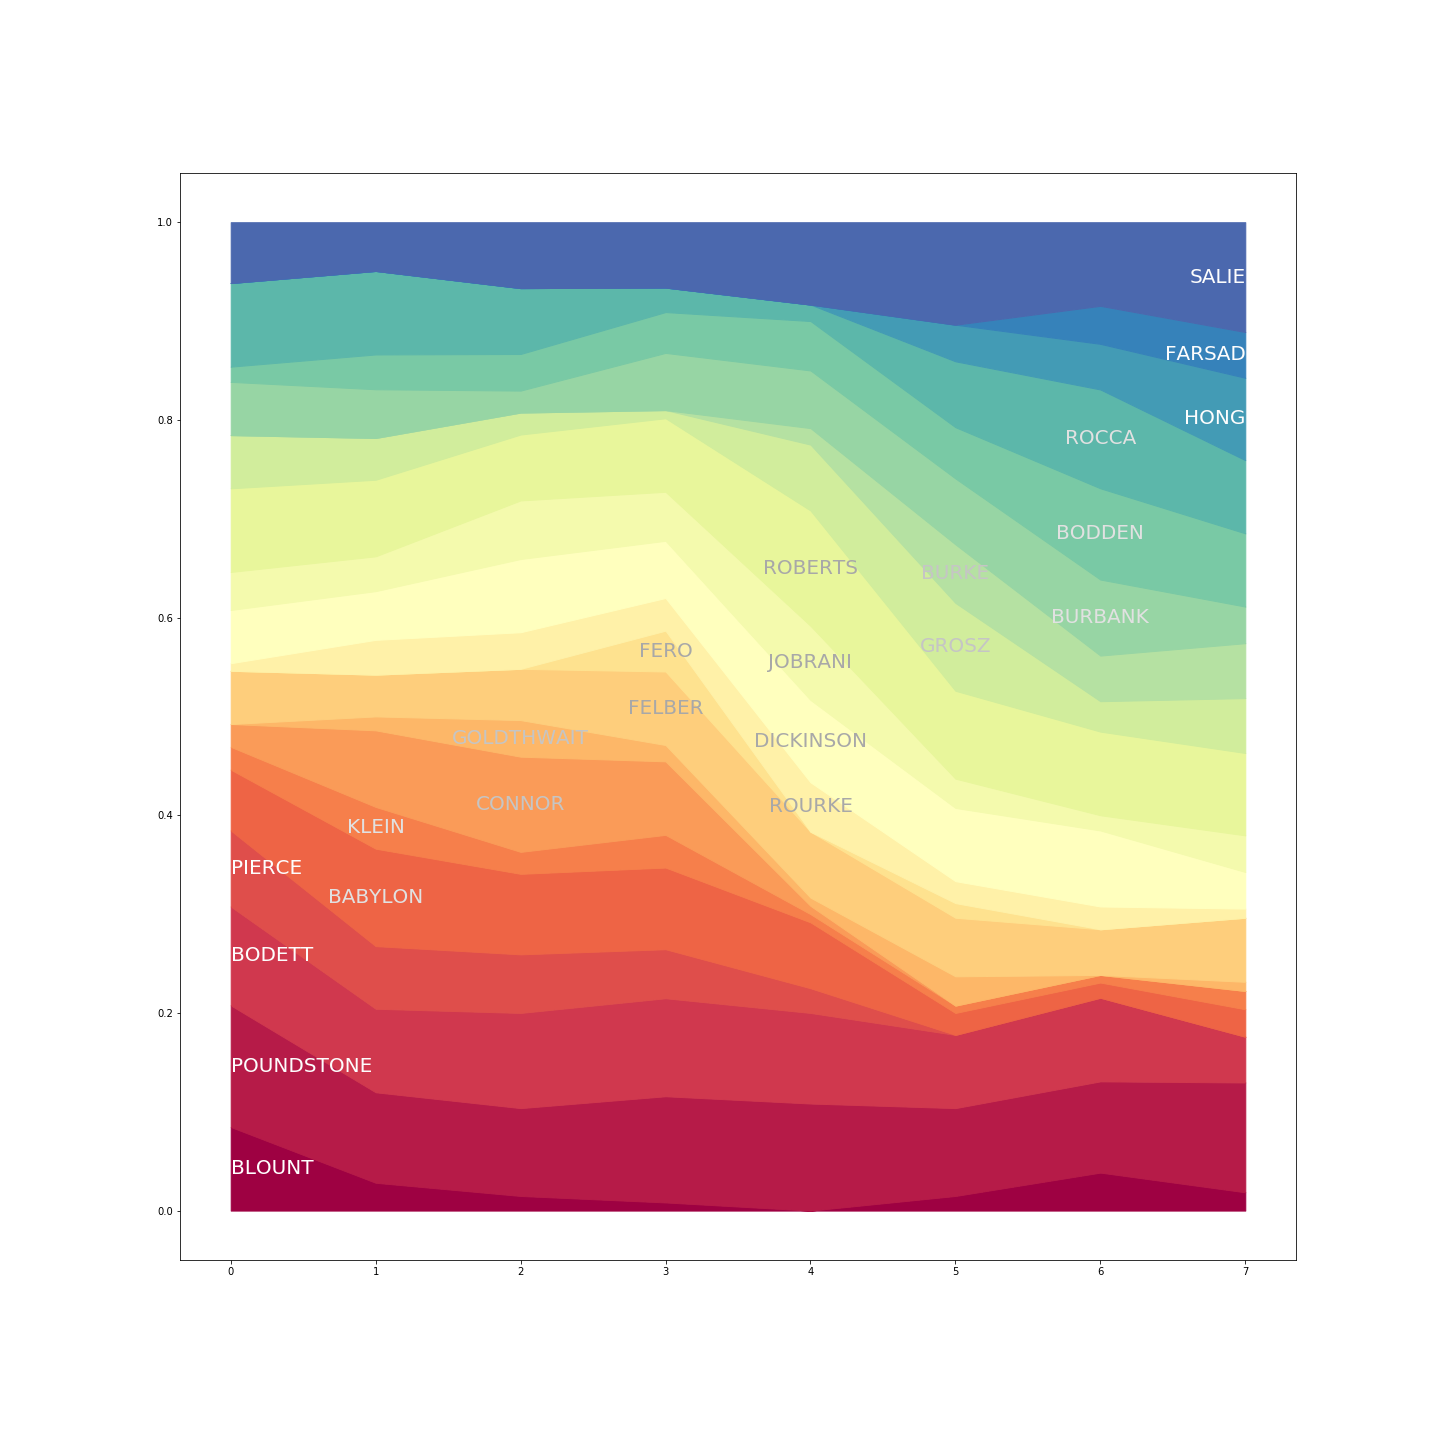 1.0
SALIE
FARSAD
0.8
HONG
ROCCA
BODDEN
ROBERTS
BURKE
0.6
BURBANK
FERO
GROSZ
JOBRANI
FELBER
GOLDTHWAIT
DICKINSON
CONNOR
ROURKE
0.4
KLEIN
PIERCE
BABYLON
BODETT
0.2
POUNDSTONE
BLOUNT
0.0
0 1 2 3 4 5 6 7